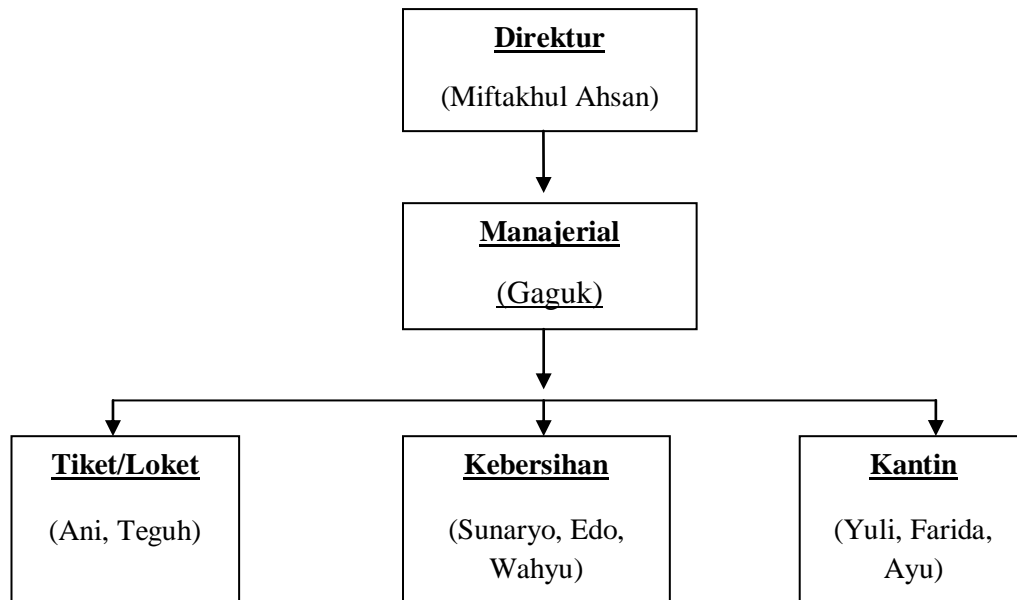 Direktur
(Miftakhul Ahsan)
Manajerial
(Gaguk)
Tiket/Loket
(Ani, Teguh)
Kebersihan
(Sunaryo, Edo,
Wahyu)
Kantin
(Yuli, Farida,
Ayu)